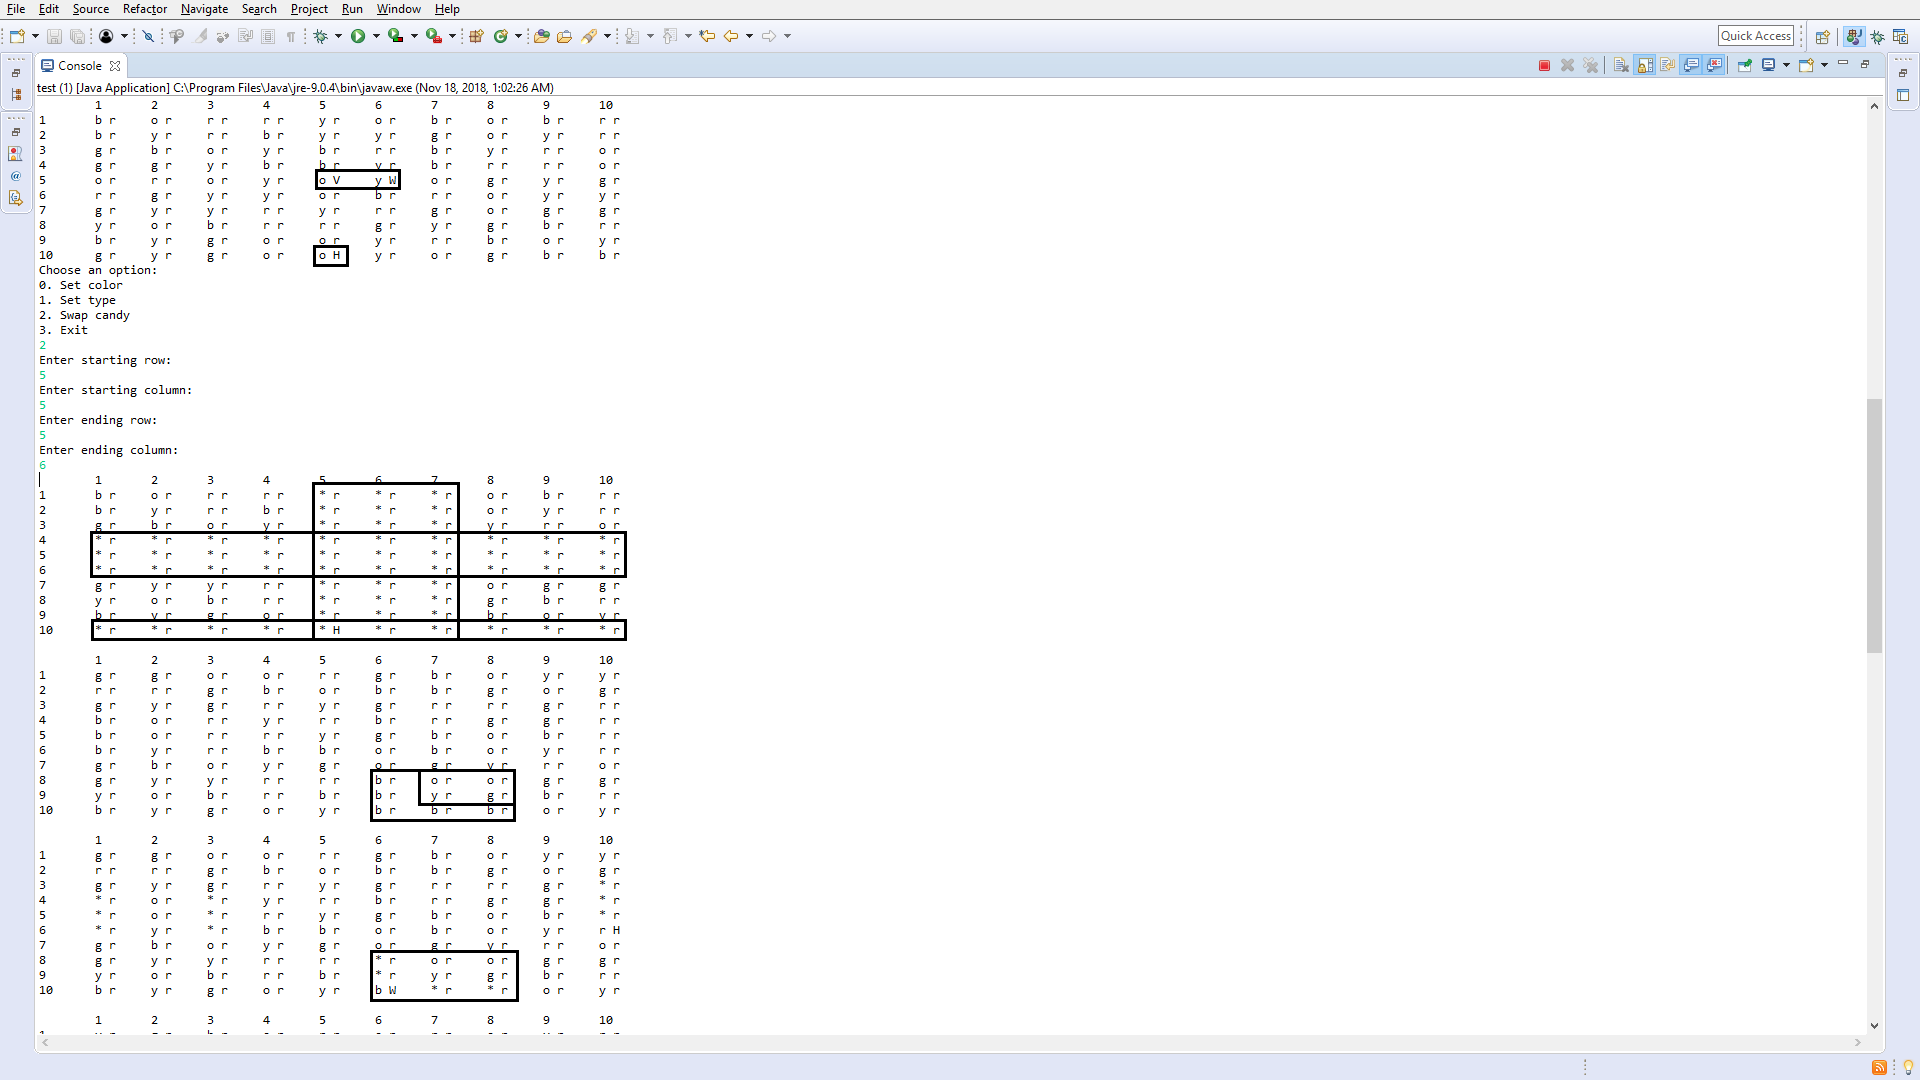 File Edit Source Refactor Navigate Search Project Run Window Help
Quick Access
Console
test (1) [Java Application] C:\Program Files\Java\jre-9.0.4\bin\javaw.exe (Nov 18, 2018, 1:02:26 AM)
1 2 3 4 5 6 7 8 9 10
1 b r o r r r r r y r o r b r o r b r r r
2 b r y r r r b r y r y r g r o r y r r r
3 g r b r o r y r b r r r b r y r r r o r
4 g r g r y r b r b r y r b r r r r r o r
5 o r r r o r y r o V y W o r g r y r g r
6 r r g r y r y r o r b r r r o r y r y r
7 g r y r y r r r y r r r g r o r g r g r
8 y r o r b r r r r r g r y r g r b r r r
9 b r y r g r o r o r y r r r b r o r y r
10 g r y r g r o r o H y r o r g r b r b r
Choose an option:
0. Set color
1. Set type
2. Swap candy
3. Exit
2
Enter starting row:
5
Enter starting column:
5
Enter ending row:
5
Enter ending column:
6
1 2 3 4 5 6 7 8 9 10
1 b r o r r r r r * r * r * r o r b r r r
2 b r y r r r b r * r * r * r o r y r r r
3 g r b r o r y r * r * r * r y r r r o r
4 * r * r * r * r * r * r * r * r * r * r
5 * r * r * r * r * r * r * r * r * r * r
6 * r * r * r * r * r * r * r * r * r * r
7 g r y r y r r r * r * r * r o r g r g r
8 y r o r b r r r * r * r * r g r b r r r
9 b r y r g r o r * r * r * r b r o r y r
10 * r * r * r * r * H * r * r * r * r * r
1 2 3 4 5 6 7 8 9 10
1 g r g r o r o r r r g r b r o r y r y r
2 r r r r g r b r o r b r b r g r o r g r
3 g r y r g r r r y r g r r r r r g r r r
4 b r o r r r y r r r b r r r g r g r r r
5 b r o r r r r r y r g r b r o r b r r r
6 b r y r r r b r b r o r b r o r y r r r
7 g r b r o r y r g r o r g r y r r r o r
8 g r y r y r r r r r b r o r o r g r g r
9 y r o r b r r r b r b r y r g r b r r r
10 b r y r g r o r y r b r b r b r o r y r
1 2 3 4 5 6 7 8 9 10
1 g r g r o r o r r r g r b r o r y r y r
2 r r r r g r b r o r b r b r g r o r g r
3 g r y r g r r r y r g r r r r r g r * r
4 * r o r * r y r r r b r r r g r g r * r
5 * r o r * r r r y r g r b r o r b r * r
6 * r y r * r b r b r o r b r o r y r r H
7 g r b r o r y r g r o r g r y r r r o r
8 g r y r y r r r r r * r o r o r g r g r
9 y r o r b r r r b r * r y r g r b r r r
10 b r y r g r o r y r b W * r * r o r y r
1 2 3 4 5 6 7 8 9 10